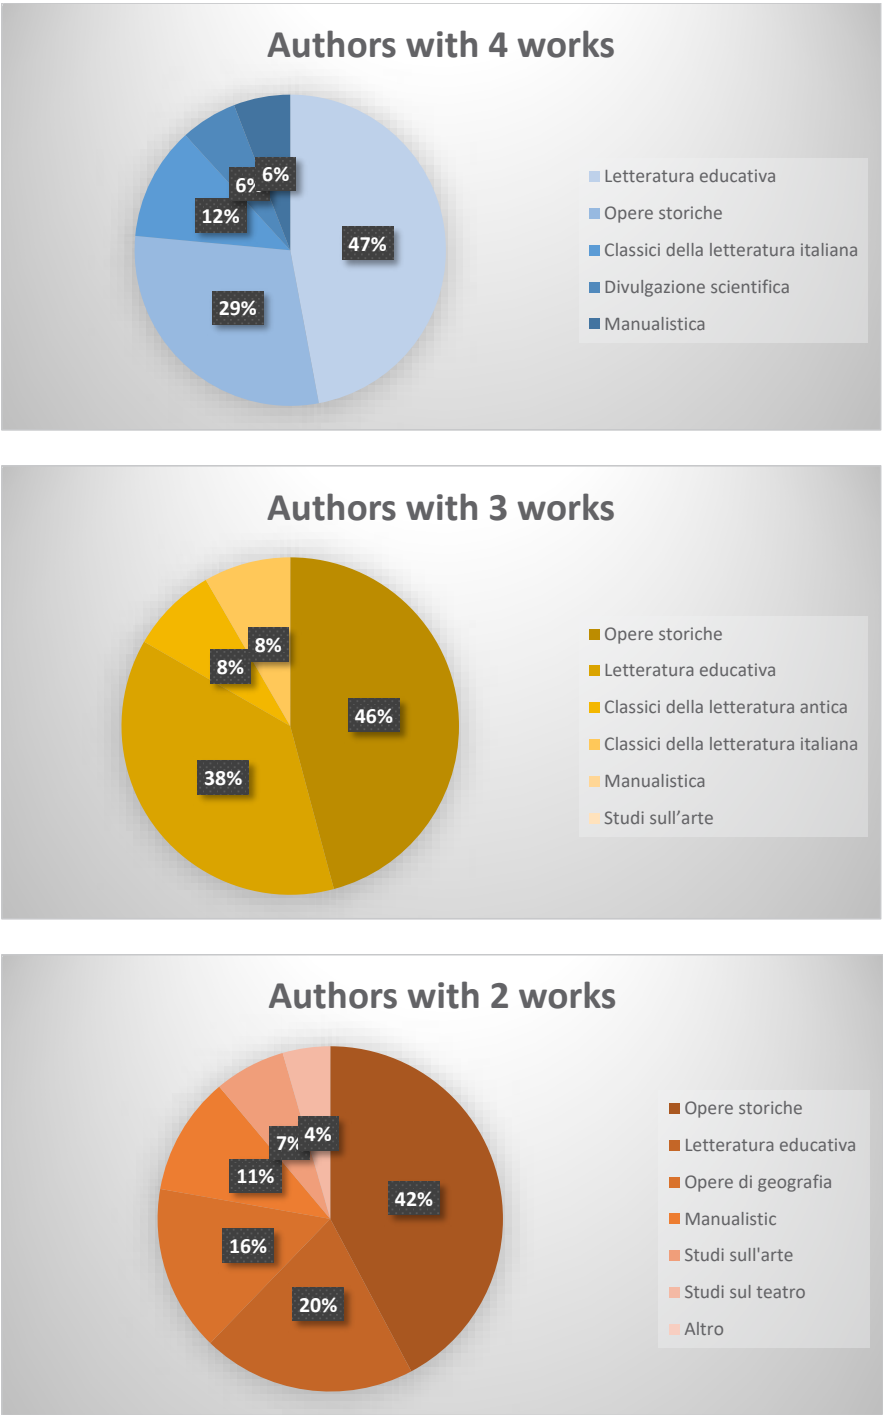 Authors with 4 works
6%
6%
12%
47%
29%
Letteratura educativa
Opere storiche
Classici della letteratura italiana
Divulgazione scientifica
Manualistica
Authors with 3 works
8%
8%
46%
38%
Opere storiche
Letteratura educativa
Classici della letteratura antica
Classici della letteratura italiana
Manualistica
Studi sull’arte
Authors with 2 works
4%
7%
11%
42%
16%
20%
Opere storiche
Letteratura educativa
Opere di geografia
Manualistic
Studi sull'arte
Studi sul teatro
Altro